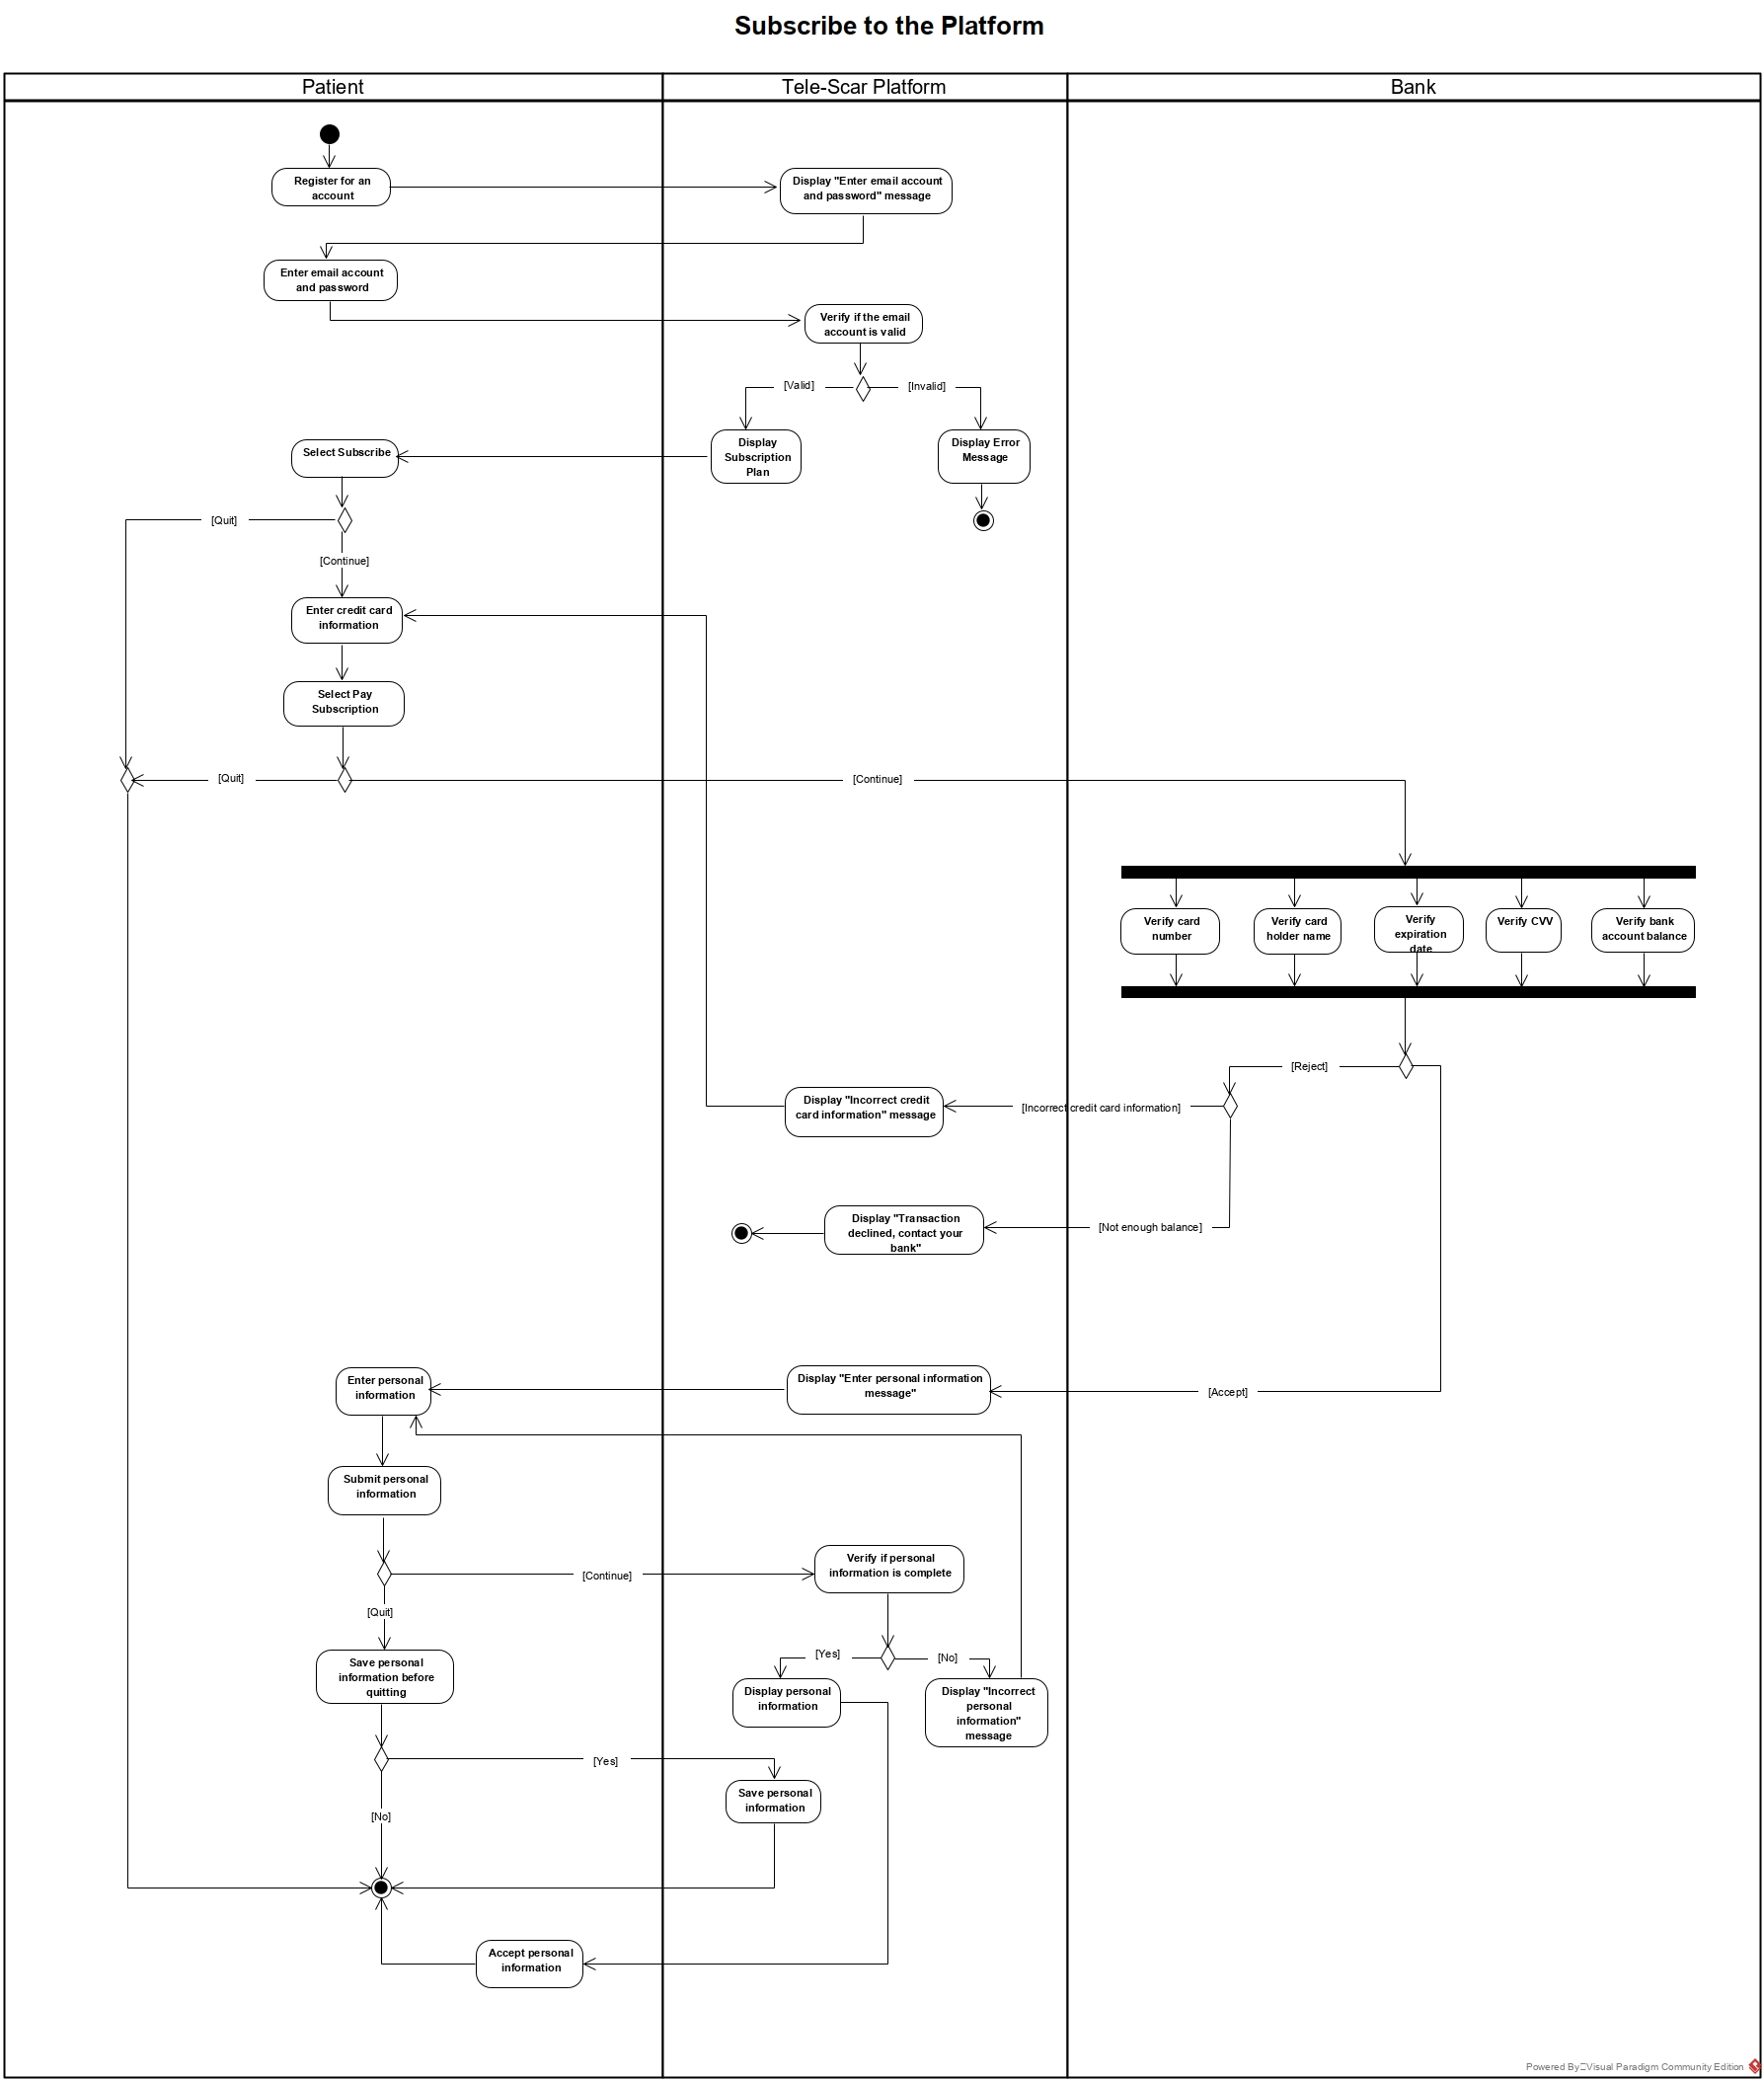 Subscribe to the Platform
Patient
Tele-Scar Platform
Bank
Register for an
account
Display "Enter email account
and password" message
Enter email account
and password
Verify if the email
account is valid
[Valid]
[Invalid]
Display
Subscription
Plan
Display Error
Message
Select Subscribe
[Quit]
[Continue]
Enter credit card
information
Select Pay
Subscription
[Quit]
[Continue]
Verify card
number
Verify card
holder name
Verify
expiration
date
Verify CVV
Verify bank
account balance
[Reject]
Display "Incorrect credit
card information" message
[Incorrect credit card information]
Display "Transaction
declined, contact your
bank"
[Not enough balance]
Enter personal
information
Display "Enter personal information
message"
[Accept]
Submit personal
information
[Continue]
Verify if personal
information is complete
[Quit]
Save personal
information before
quitting
[Yes]
[No]
Display personal
information
Display "Incorrect
personal
information"
message
[Yes]
Save personal
information
[No]
Accept personal
information
Powered By Visual Paradigm Community Edition